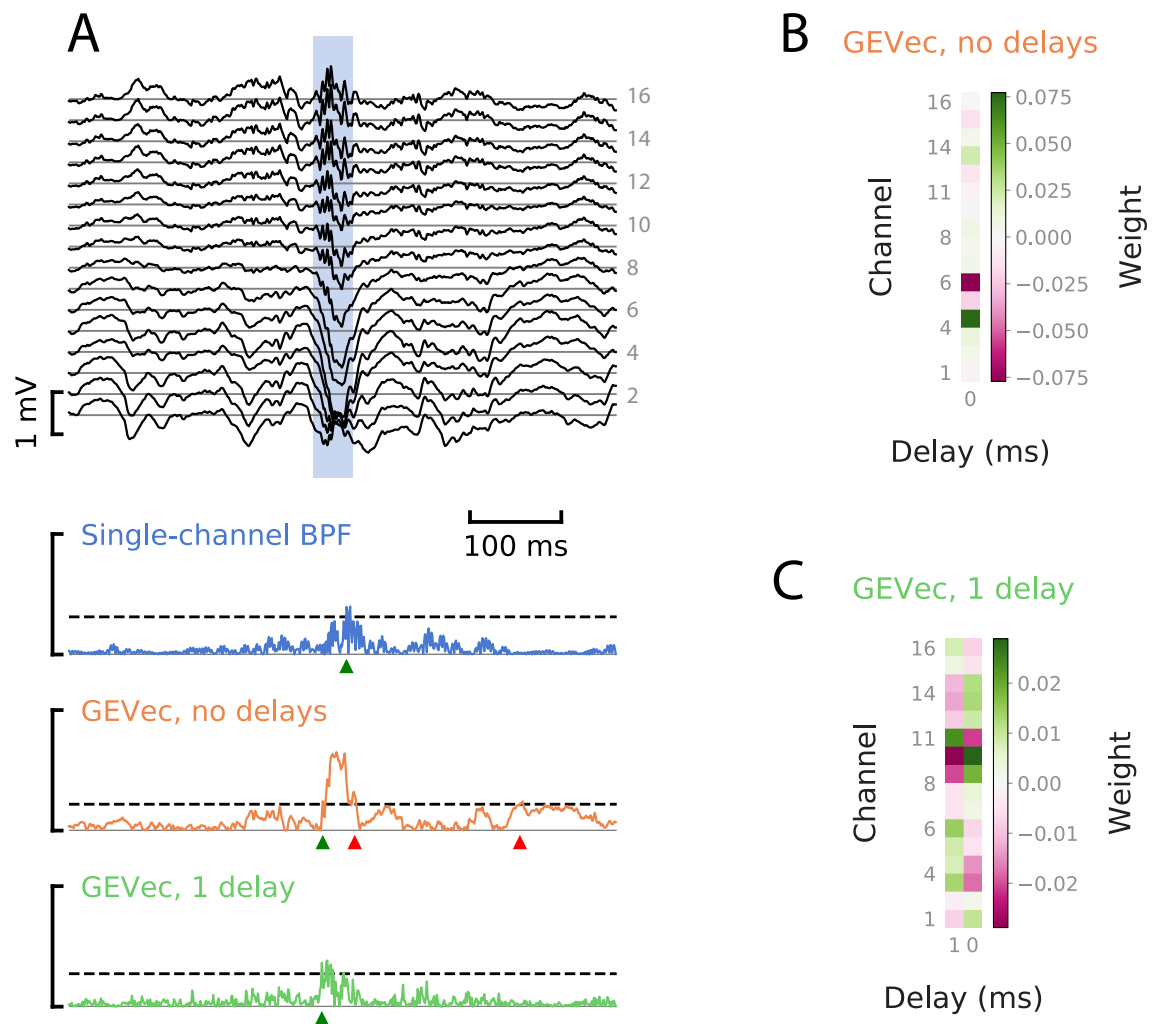 A
16
14
12
10
8
6
4
2
1 mV
Single-channel BPF
100 ms
GEVec, no delays
GEVec, 1 delay
B
GEVec, no delays
Channel
16
14
11
8
6
4
1
0
Delay (ms)
0.075
0.050
0.025
0.000
−0.025
−0.050
−0.075
Weight
C
GEVec, 1 delay
Channel
16
14
11
8
6
4
1
1 0
Delay (ms)
0.02
0.01
0.00
−0.01
−0.02
Weight